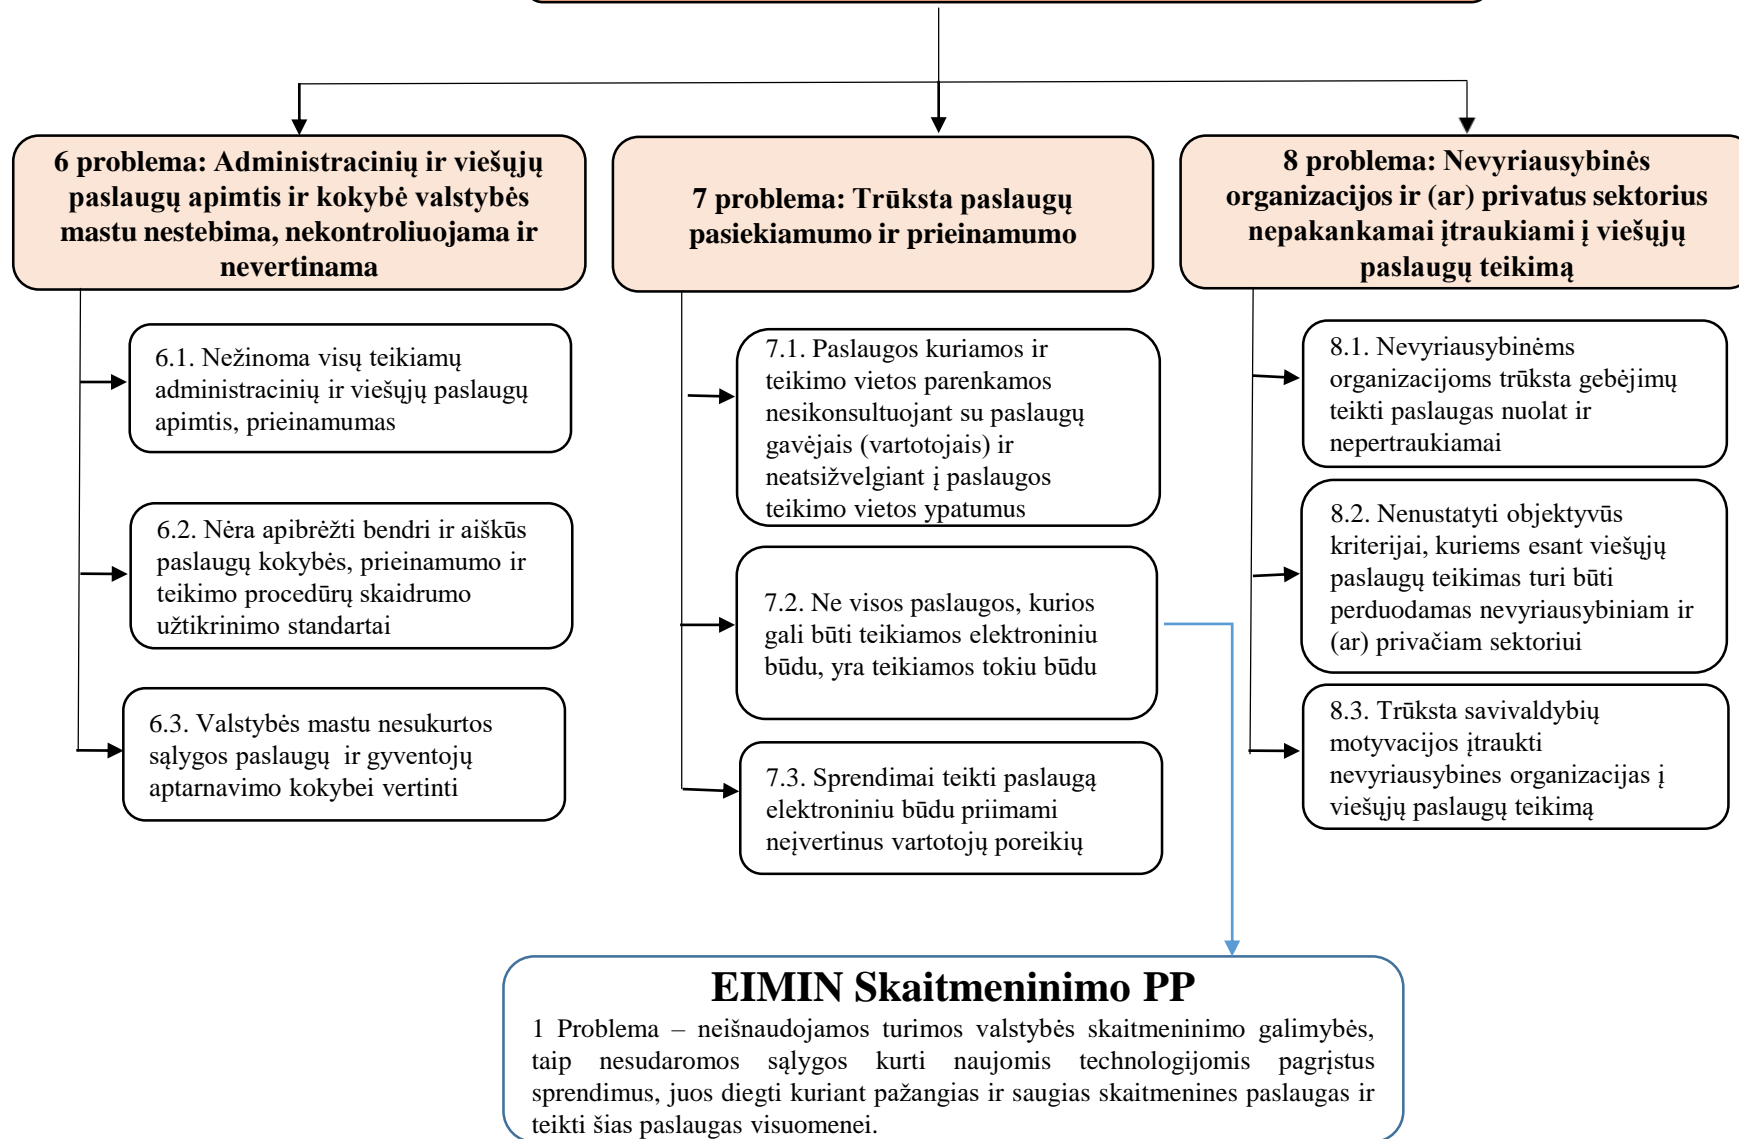 6 problema: Administracinių ir viešųjų
paslaugų apimtis ir kokybė valstybės
mastu nestebima, nekontroliuojama ir
nevertinama
6.1. Nežinoma visų teikiamų
administracinių ir viešųjų paslaugų
apimtis, prieinamumas
6.2. Nėra apibrėžti bendri ir aiškūs
paslaugų kokybės, prieinamumo ir
teikimo procedūrų skaidrumo
užtikrinimo standartai
6.3. Valstybės mastu nesukurtos
sąlygos paslaugų ir gyventojų
aptarnavimo kokybei vertinti
7 problema: Trūksta paslaugų
pasiekiamumo ir prieinamumo
7.1. Paslaugos kuriamos ir
teikimo vietos parenkamos
nesikonsultuojant su paslaugų
gavėjais (vartotojais) ir
neatsižvelgiant į paslaugos
teikimo vietos ypatumus
7.2. Ne visos paslaugos, kurios
gali būti teikiamos elektroniniu
būdu, yra teikiamos tokiu būdu
7.3. Sprendimai teikti paslaugą
elektroniniu būdu priimami
neįvertinus vartotojų poreikių
8 problema: Nevyriausybinės
organizacijos ir (ar) privatus sektorius
nepakankamai įtraukiami į viešųjų
paslaugų teikimą
8.1. Nevyriausybinėms
organizacijoms trūksta gebėjimų
teikti paslaugas nuolat ir
nepertraukiamai
8.2. Nenustatyti objektyvūs
kriterijai, kuriems esant viešųjų
paslaugų teikimas turi būti
perduodamas nevyriausybiniam ir
(ar) privačiam sektoriui
8.3. Trūksta savivaldybių
motyvacijos įtraukti
nevyriausybines organizacijas į
viešųjų paslaugų teikimą
EIMIN Skaitmeninimo PP
1 Problema – neišnaudojamos turimos valstybės skaitmeninimo galimybės,
taip nesudaromos sąlygos kurti naujomis technologijomis pagrįstus
sprendimus, juos diegti kuriant pažangias ir saugias skaitmenines paslaugas ir
teikti šias paslaugas visuomenei.